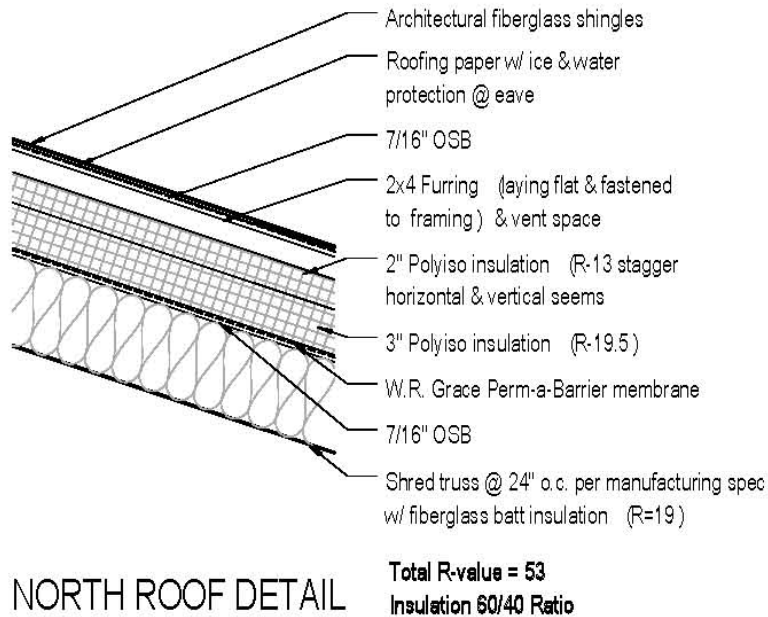 Architectural fiberglass shingles
Roofing paper w/ ice & water
protection @ eave
7/16" OSB
2x4 Furring (laying flat & fastened
to framing) & vent space
2" Polyiso insulation (R-13 stagger
horizontal & vertical seems
3" Polyiso insulation (R-19.5)
W.R. Grace Perm-a-Barrier membrane
7/16" OSB
Shred truss @ 24" o.c. per manufacturing spec
w/ fiberglass batt insulation (R=19)
NORTH ROOF DETAIL
Total R-value = 53
Insulation 60/40 Ratio